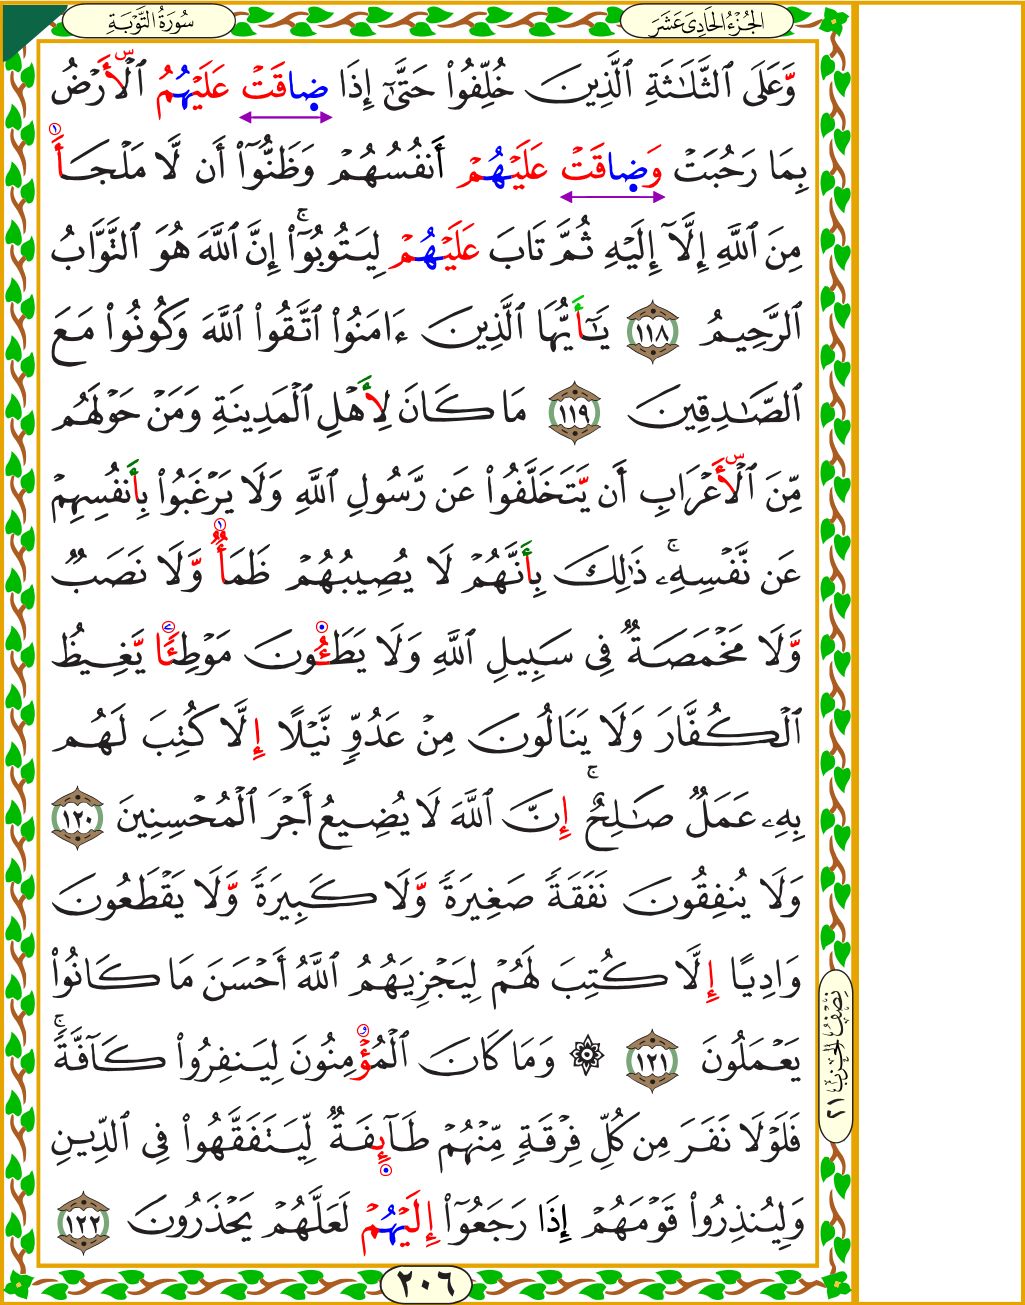 سُورَةُ التَّوْبَةِ
الجُزْءُ الحَادِىَ عَشَرَ
وَّعَلَى ٱلثَّلَـٰثَةِ ٱلَّذِينَ خُلِّفُوا۟ حَتَّىٰٓ إِذَا ضَاقَتْ عَلَيْهُمُ ٱلْأَرْضُ
بِمَا رَحُبَتْ وَضَاقَتْ عَلَيْهُمْ أَنفُسُهُمْ وَظَنُّوٓا۟ أَن لَّا مَلْجَأَ
مِنَ ٱللَّهِ إِلَّآ إِلَيْهِ ثُمَّ تَابَ عَلَيْهُمْ لِيَتُوبُوٓا۟ ۚ إِنَّ ٱللَّهَ هُوَ ٱلتَّوَّابُ
ٱلرَّحِيمُ ١١٨ يَـٰٓأَيُّهَا ٱلَّذِينَ ءَامَنُوا۟ ٱتَّقُوا۟ ٱللَّهَ وَكُونُوا۟ مَعَ
ٱلصَّـٰدِقِينَ ١١٩ مَا كَانَ لِأَهْلِ ٱلْمَدِينَةِ وَمَنْ حَوْلَهُم
مِّنَ ٱلْأَعْرَابِ أَن يَّتَخَلَّفُوا۟ عَن رَّسُولِ ٱللَّهِ وَلَا يَرْغَبُوا۟ بِأَنفُسِهِمْ
عَن نَّفْسِهِۦ ۚ ذَٰلِكَ بِأَنَّهُمْ لَا يُصِيبُهُمْ ظَمَأٌ وَّلَا نَصَبٌ
وَّلَا مَخْمَصَةٌ فِى سَبِيلِ ٱللَّهِ وَلَا يَطَـُٔونَ مَوْطِئًا يَّغِيظُ
ٱلْكُفَّارَ وَلَا يَنَالُونَ مِنْ عَدُوٍّ نَّيْلًا إِلَّا كُتِبَ لَهُم
بِهِۦ عَمَلٌ صَـٰلِحٌ ۚ إِنَّ ٱللَّهَ لَا يُضِيعُ أَجْرَ ٱلْمُحْسِنِينَ ١٢٠
وَلَا يُنفِقُونَ نَفَقَةً صَغِيرَةً وَّلَا كَبِيرَةً وَّلَا يَقْطَعُونَ
وَادِيًا إِلَّا كُتِبَ لَهُمْ لِيَجْزِيَهُمُ ٱللَّهُ أَحْسَنَ مَا كَانُوا۟
يَعْمَلُونَ ١٢١ ۞ وَمَا كَانَ ٱلْمُؤْمِنُونَ لِيَنفِرُوا۟ كَآفَّةً ۚ
فَلَوْلَا نَفَرَ مِن كُلِّ فِرْقَةٍ مِّنْهُمْ طَآئِفَةٌ لِّيَتَفَقَّهُوا۟ فِى ٱلدِّينِ
وَلِيُنذِرُوا۟ قَوْمَهُمْ إِذَا رَجَعُوٓا۟ إِلَيْهُمْ لَعَلَّهُمْ يَحْذَرُونَ ١٢٢
نِصْفُ الْحِزْبِ ٢١
٢٠٦